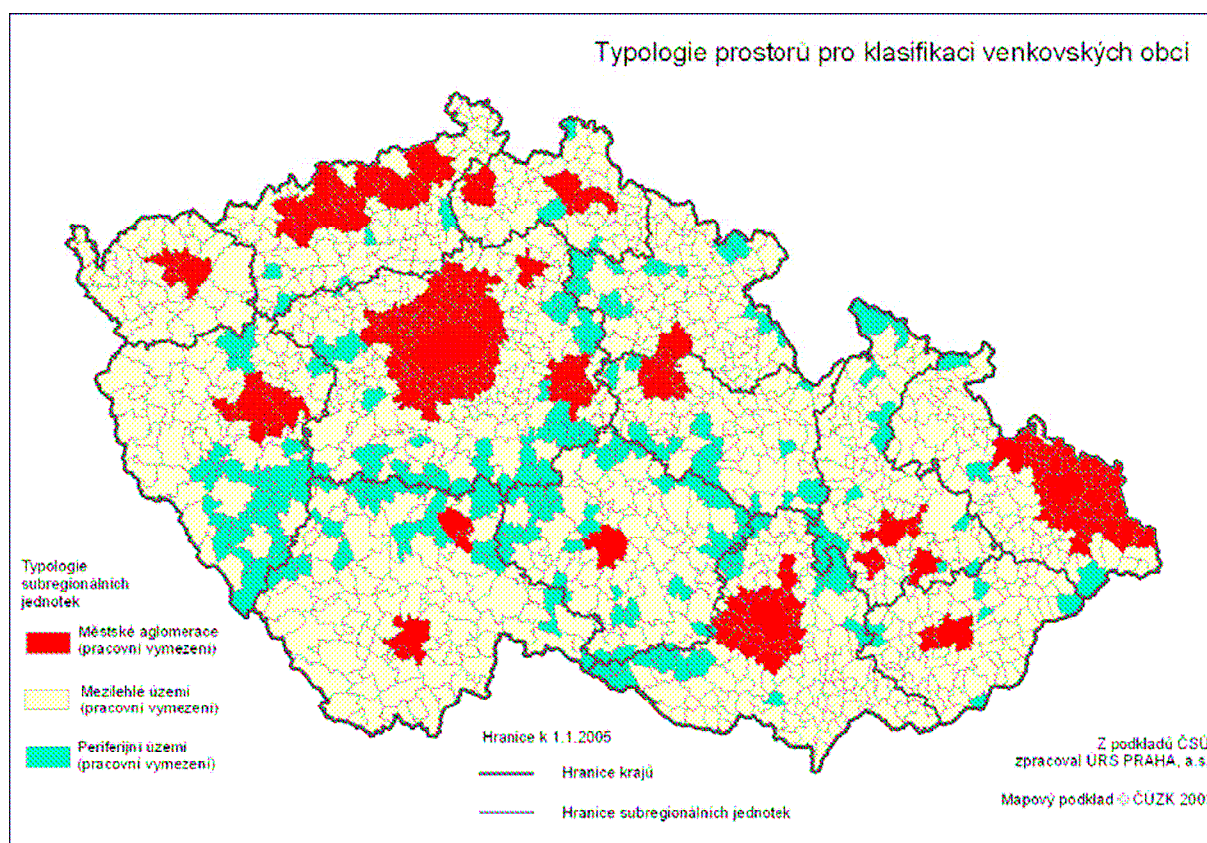 Typologie prostorů pro klasifikaci venkovských obcí
Typologie
subregionálních
jednotek
Městské aglomerace
(pracovní vymezení)
Mezilehlé území
(pracovní vymezení)
Periferijní území
(pracovní vymezení)
Hranice k 1.1.2005
Hranice krajů
Hranice subregionálních jednotek
Z podkladů ČSÚ
zpracoval ÚRS PRAHA, a.s.
Mapový podklad © ČÚZK